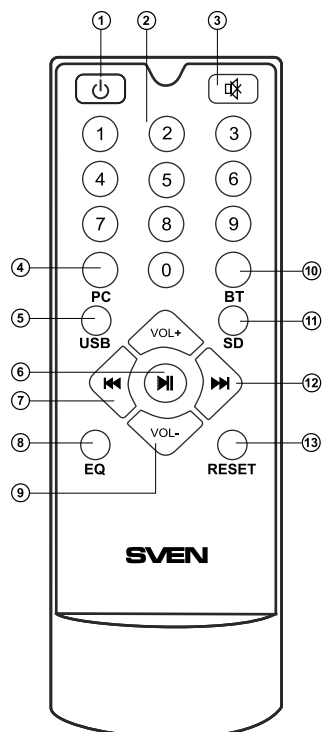 1 2 3
1 2 3
4 5 6
7 8 9
4 0 10
PC BT
5 11
USB VOL+ SD
6
7 12
8 VOL- 13
EQ RESET
9
SVEN